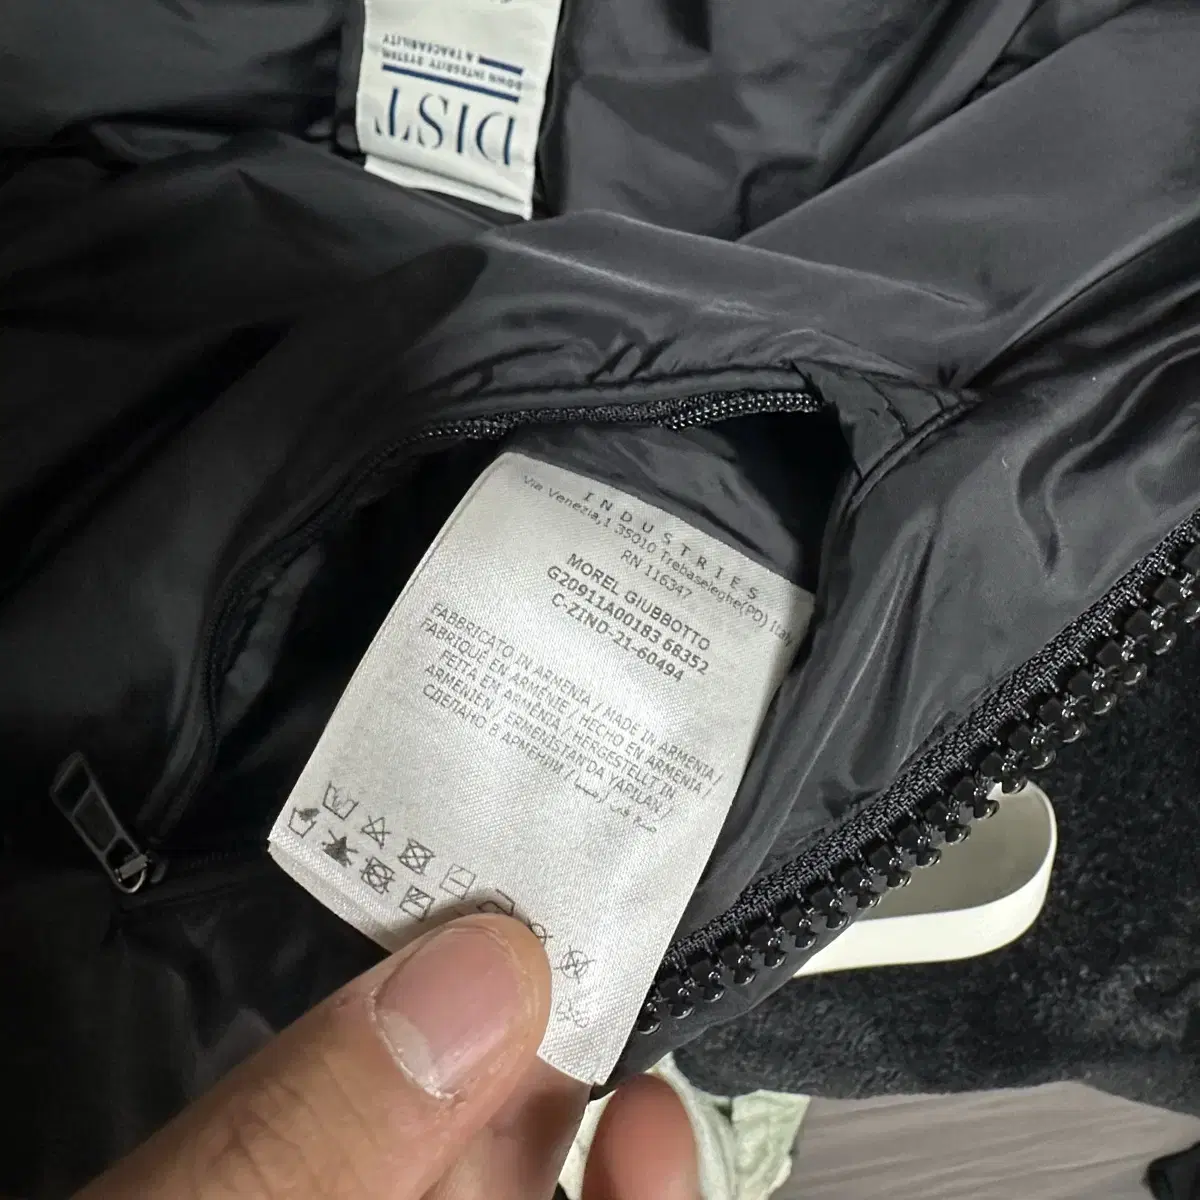 DIST
DOWN INTEGRITY SYSTEM
& TRACEABILITY
INDUSTRIES
Via Venezia,1 35010 Trebaseleghe(PD) Italy
RN 116347
MOREL GIUBBOTTO
G20911A00183 68352
C-ZIND-21-60494
FABBRICATO IN ARMENIA / MADE IN ARMENIA /
FABRIQUÉ EN ARMÉNIE / HECHO EN ARMENIA /
FEITA EM ARMÊNIA / HERGESTELLT IN
ARMENIEN / ERMENISTAN'DA YAPILAN /
СДЕЛАНО В АРМЕНИИ /